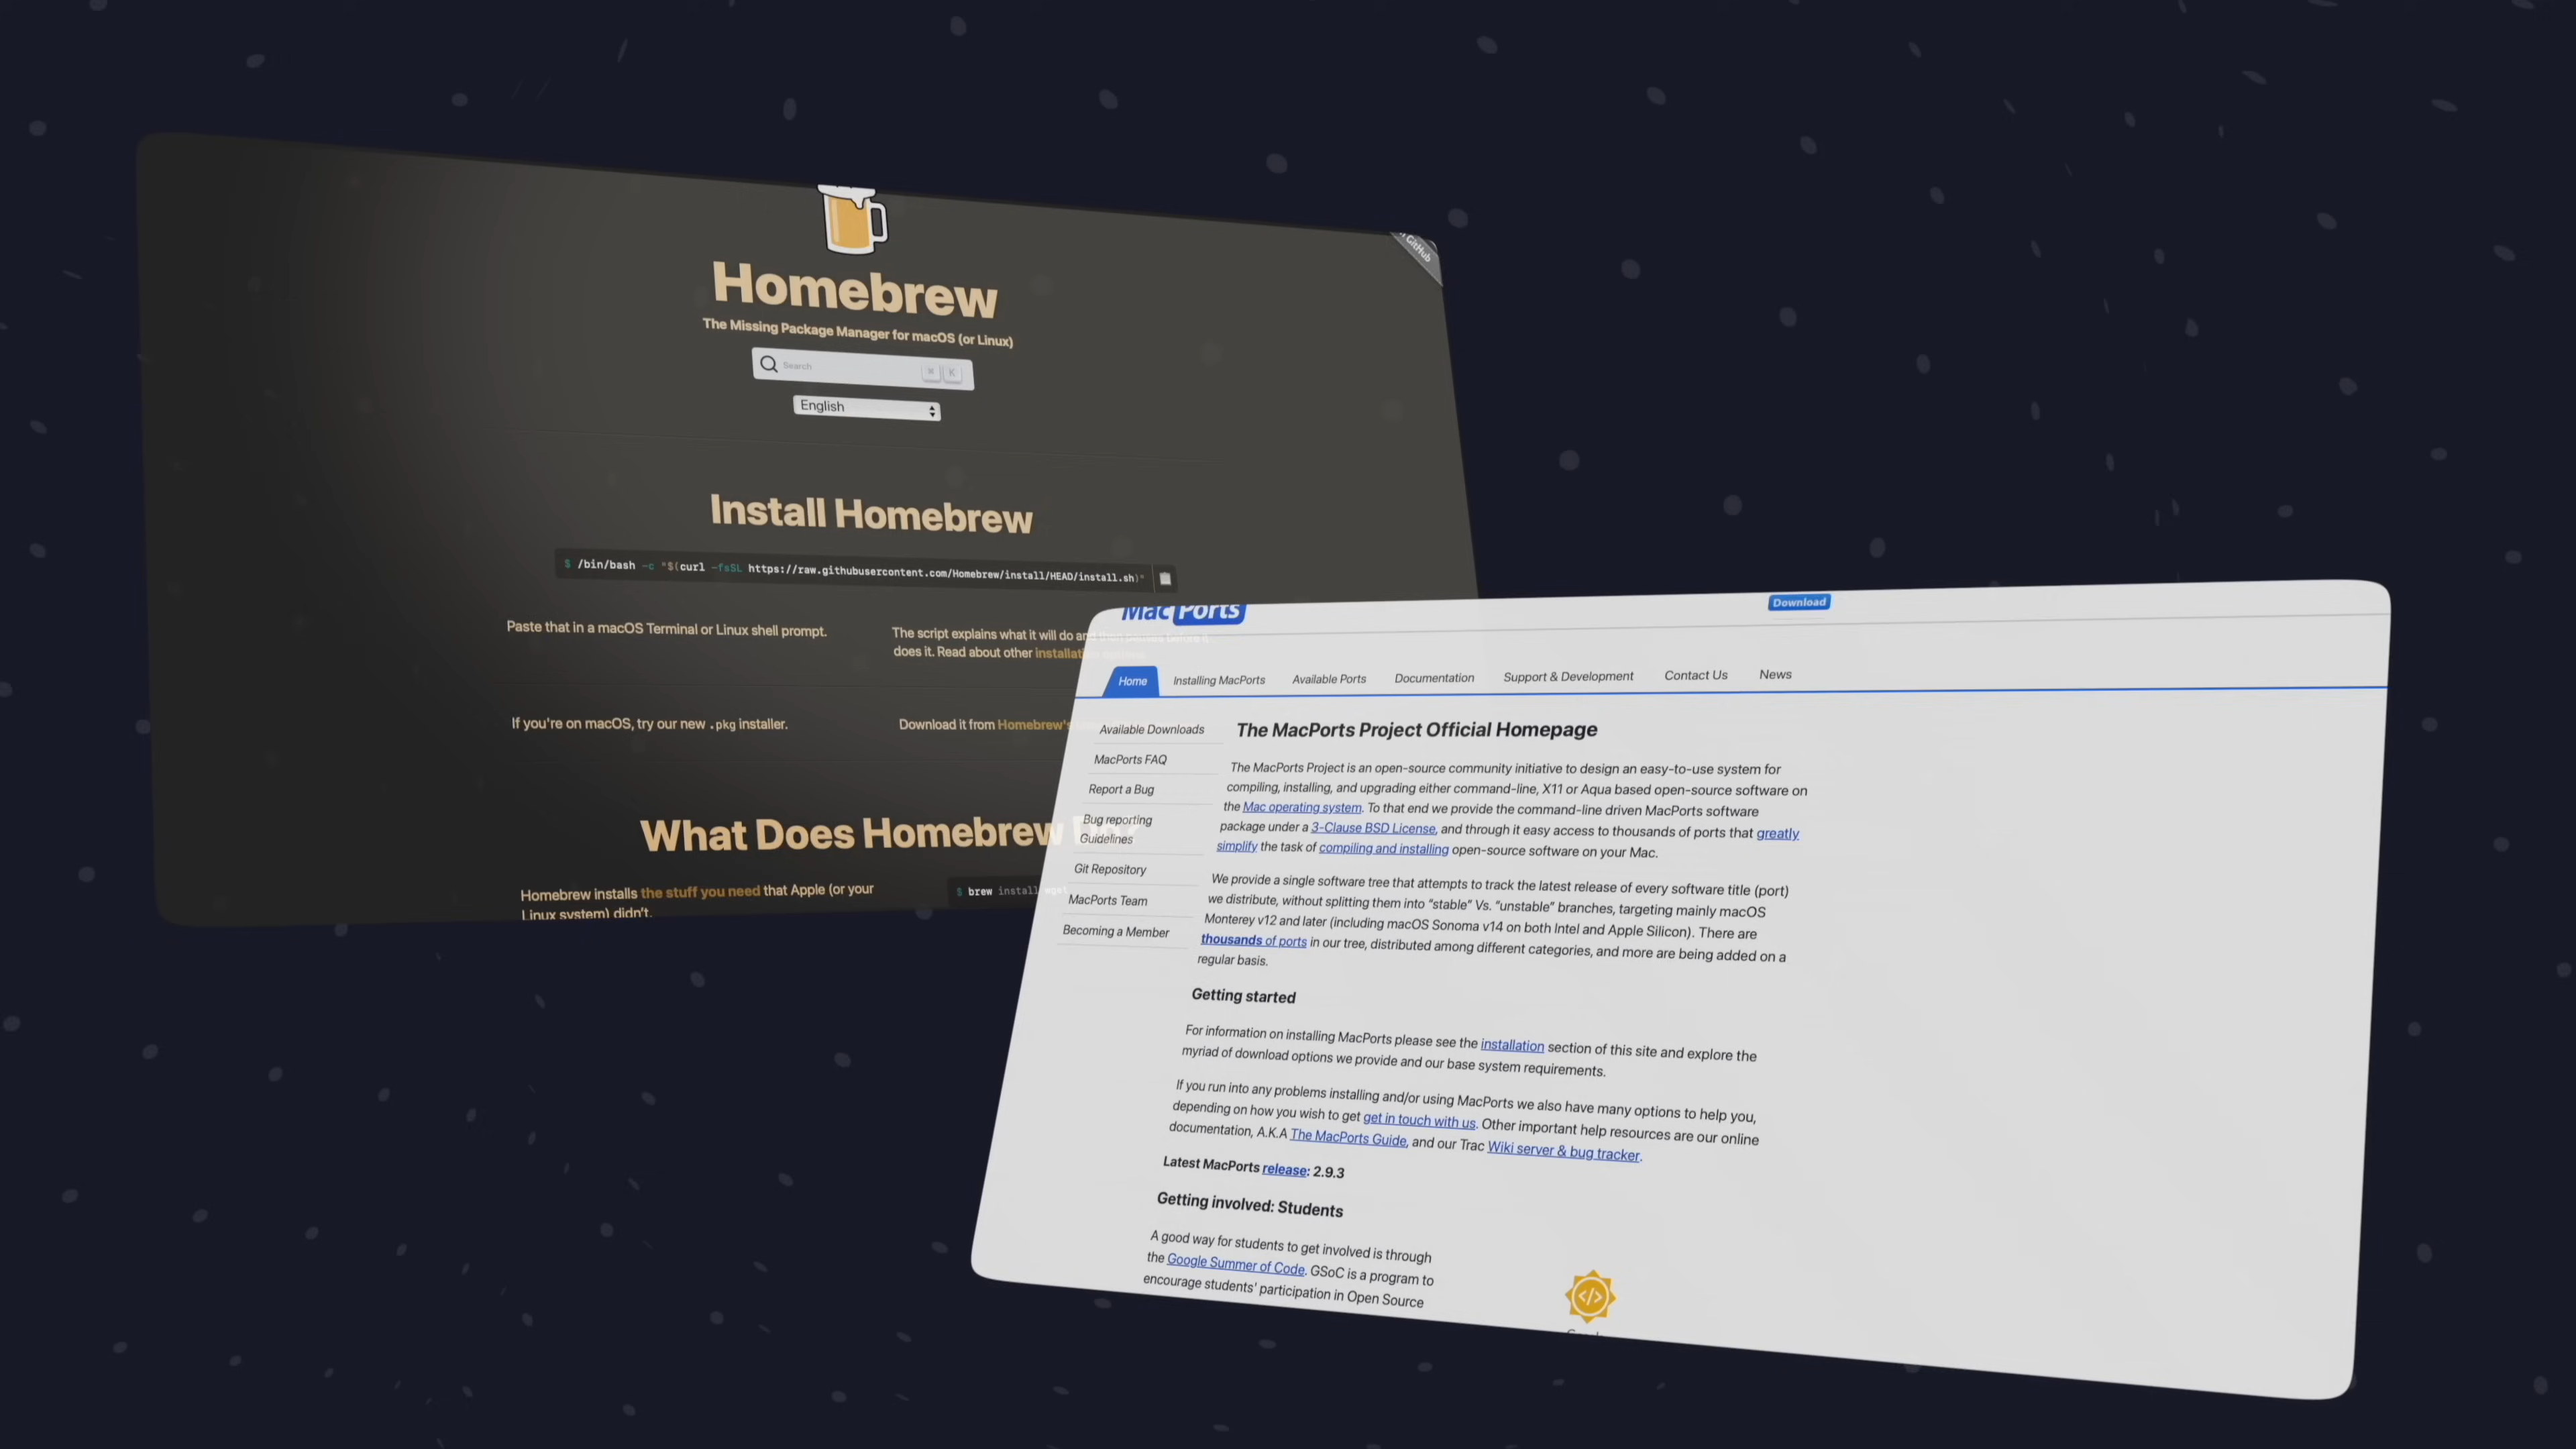 Homebrew
The Missing Package Manager for macOS (or Linux)
Search
⌘ K
English
GitHub
Install Homebrew
$ /bin/bash -c "$(curl -fsSL https://raw.githubusercontent.com/Homebrew/install/HEAD/install.sh)"
Paste that in a macOS Terminal or Linux shell prompt.
The script explains what it will do and then pauses before it
does it. Read about other
If you're on macOS, try our new .pkg installer.
Download it from Homebrew's
What Does Homebrew Do?
Homebrew installs the stuff you need that Apple (or your
Linux system) didn't.
$ brew install wget
MacPorts
Download
Home
Installing MacPorts
Available Ports
Documentation
Support & Development
Contact Us
News
Available Downloads
MacPorts FAQ
Report a Bug
Bug reporting
Guidelines
Git Repository
MacPorts Team
Becoming a Member
The MacPorts Project Official Homepage
The MacPorts Project is an open-source community initiative to design an easy-to-use system for
compiling, installing, and upgrading either command-line, X11 or Aqua based open-source software on
the Mac operating system. To that end we provide the command-line driven MacPorts software
package under a 3-Clause BSD License, and through it easy access to thousands of ports that greatly
simplify the task of compiling and installing open-source software on your Mac.
We provide a single software tree that attempts to track the latest release of every software title (port)
we distribute, without splitting them into “stable” Vs. “unstable” branches, targeting mainly macOS
Monterey v12 and later (including macOS Sonoma v14 on both Intel and Apple Silicon). There are
thousands of ports in our tree, distributed among different categories, and more are being added on a
regular basis.
Getting started
For information on installing MacPorts please see the installation section of this site and explore the
myriad of download options we provide and our base system requirements.
If you run into any problems installing and/or using MacPorts we also have many options to help you,
depending on how you wish to get get in touch with us. Other important help resources are our online
documentation, A.K.A The MacPorts Guide, and our Trac Wiki server & bug tracker.
Latest MacPorts release: 2.9.3
Getting involved: Students
A good way for students to get involved is through
the Google Summer of Code. GSoC is a program to
encourage students' participation in Open Source